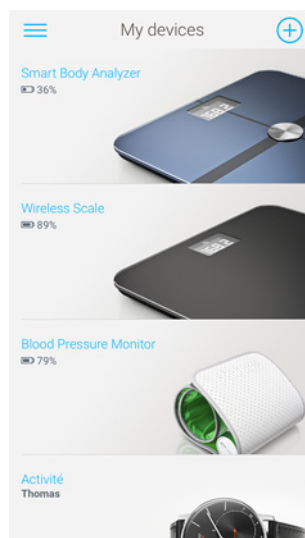 My devices
Smart Body Analyzer
36%
Wireless Scale
89%
Blood Pressure Monitor
79%
Activité
Thomas